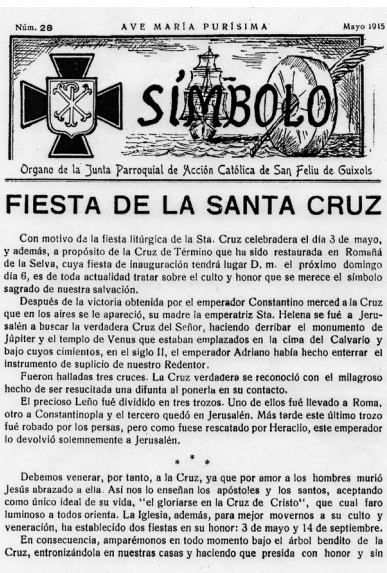 Núm. 28 AVE MARÍA PURÍSIMA Mayo 1945
SÍMBOLO
Organo de la Junta Parroquial de Acción Católica de San Feliu de Guixols
FIESTA DE LA SANTA CRUZ
Con motivo de la fiesta litúrgica de la Sta. Cruz celebradera el día 3 de mayo,
y además, a propósito de la Cruz de Término que ha sido restaurada en Romañá
de la Selva, cuya fiesta de inauguración tendrá lugar D. m. el próximo domingo
día 6, es de toda actualidad tratar sobre el culto y honor que se merece el símbolo
sagrado de nuestra salvación.
Después de la victoria obtenida por el emperador Constantino merced a la Cruz
que en los aires se le apareció, su madre la emperatriz Sta. Helena se fué a Jeru-
salén a buscar la verdadera Cruz del Señor, haciendo derribar el monumento de
Júpiter y el templo de Venus que estaban emplazados en la cima del Calvario y
bajo cuyos cimientos, en el siglo II, el emperador Adriano había hecho enterrar el
instrumento de suplicio de nuestro Redentor.
Fueron halladas tres cruces. La Cruz verdadera se reconoció con el milagroso
hecho de ser resucitada una difunta al ponerla en su contacto.
El precioso Leño fué dividido en tres trozos. Uno de ellos fué llevado a Roma,
otro a Constantinopla y el tercero quedó en Jerusalén. Más tarde este último trozo
fué robado por los persas, pero como fuese rescatado por Heraclio, este emperador
lo devolvió solemnemente a Jerusalén.
* * *
Debemos venerar, por tanto, a la Cruz, ya que por amor a los hombres murió
Jesús abrazado a ella. Así nos lo enseñan los apóstoles y los santos, aceptando
como único ideal de su vida, "el gloriarse en la Cruz de Cristo", que cual faro
luminoso a todos orienta. La Iglesia, además, para mejor movernos a su culto y
veneración, ha establecido dos fiestas en su honor: 3 de mayo y 14 de septiembre.
En consecuencia, amparémonos en todo momento bajo el árbol bendito de la
Cruz, entronizándola en nuestras casas y haciendo que presida con honor y sin